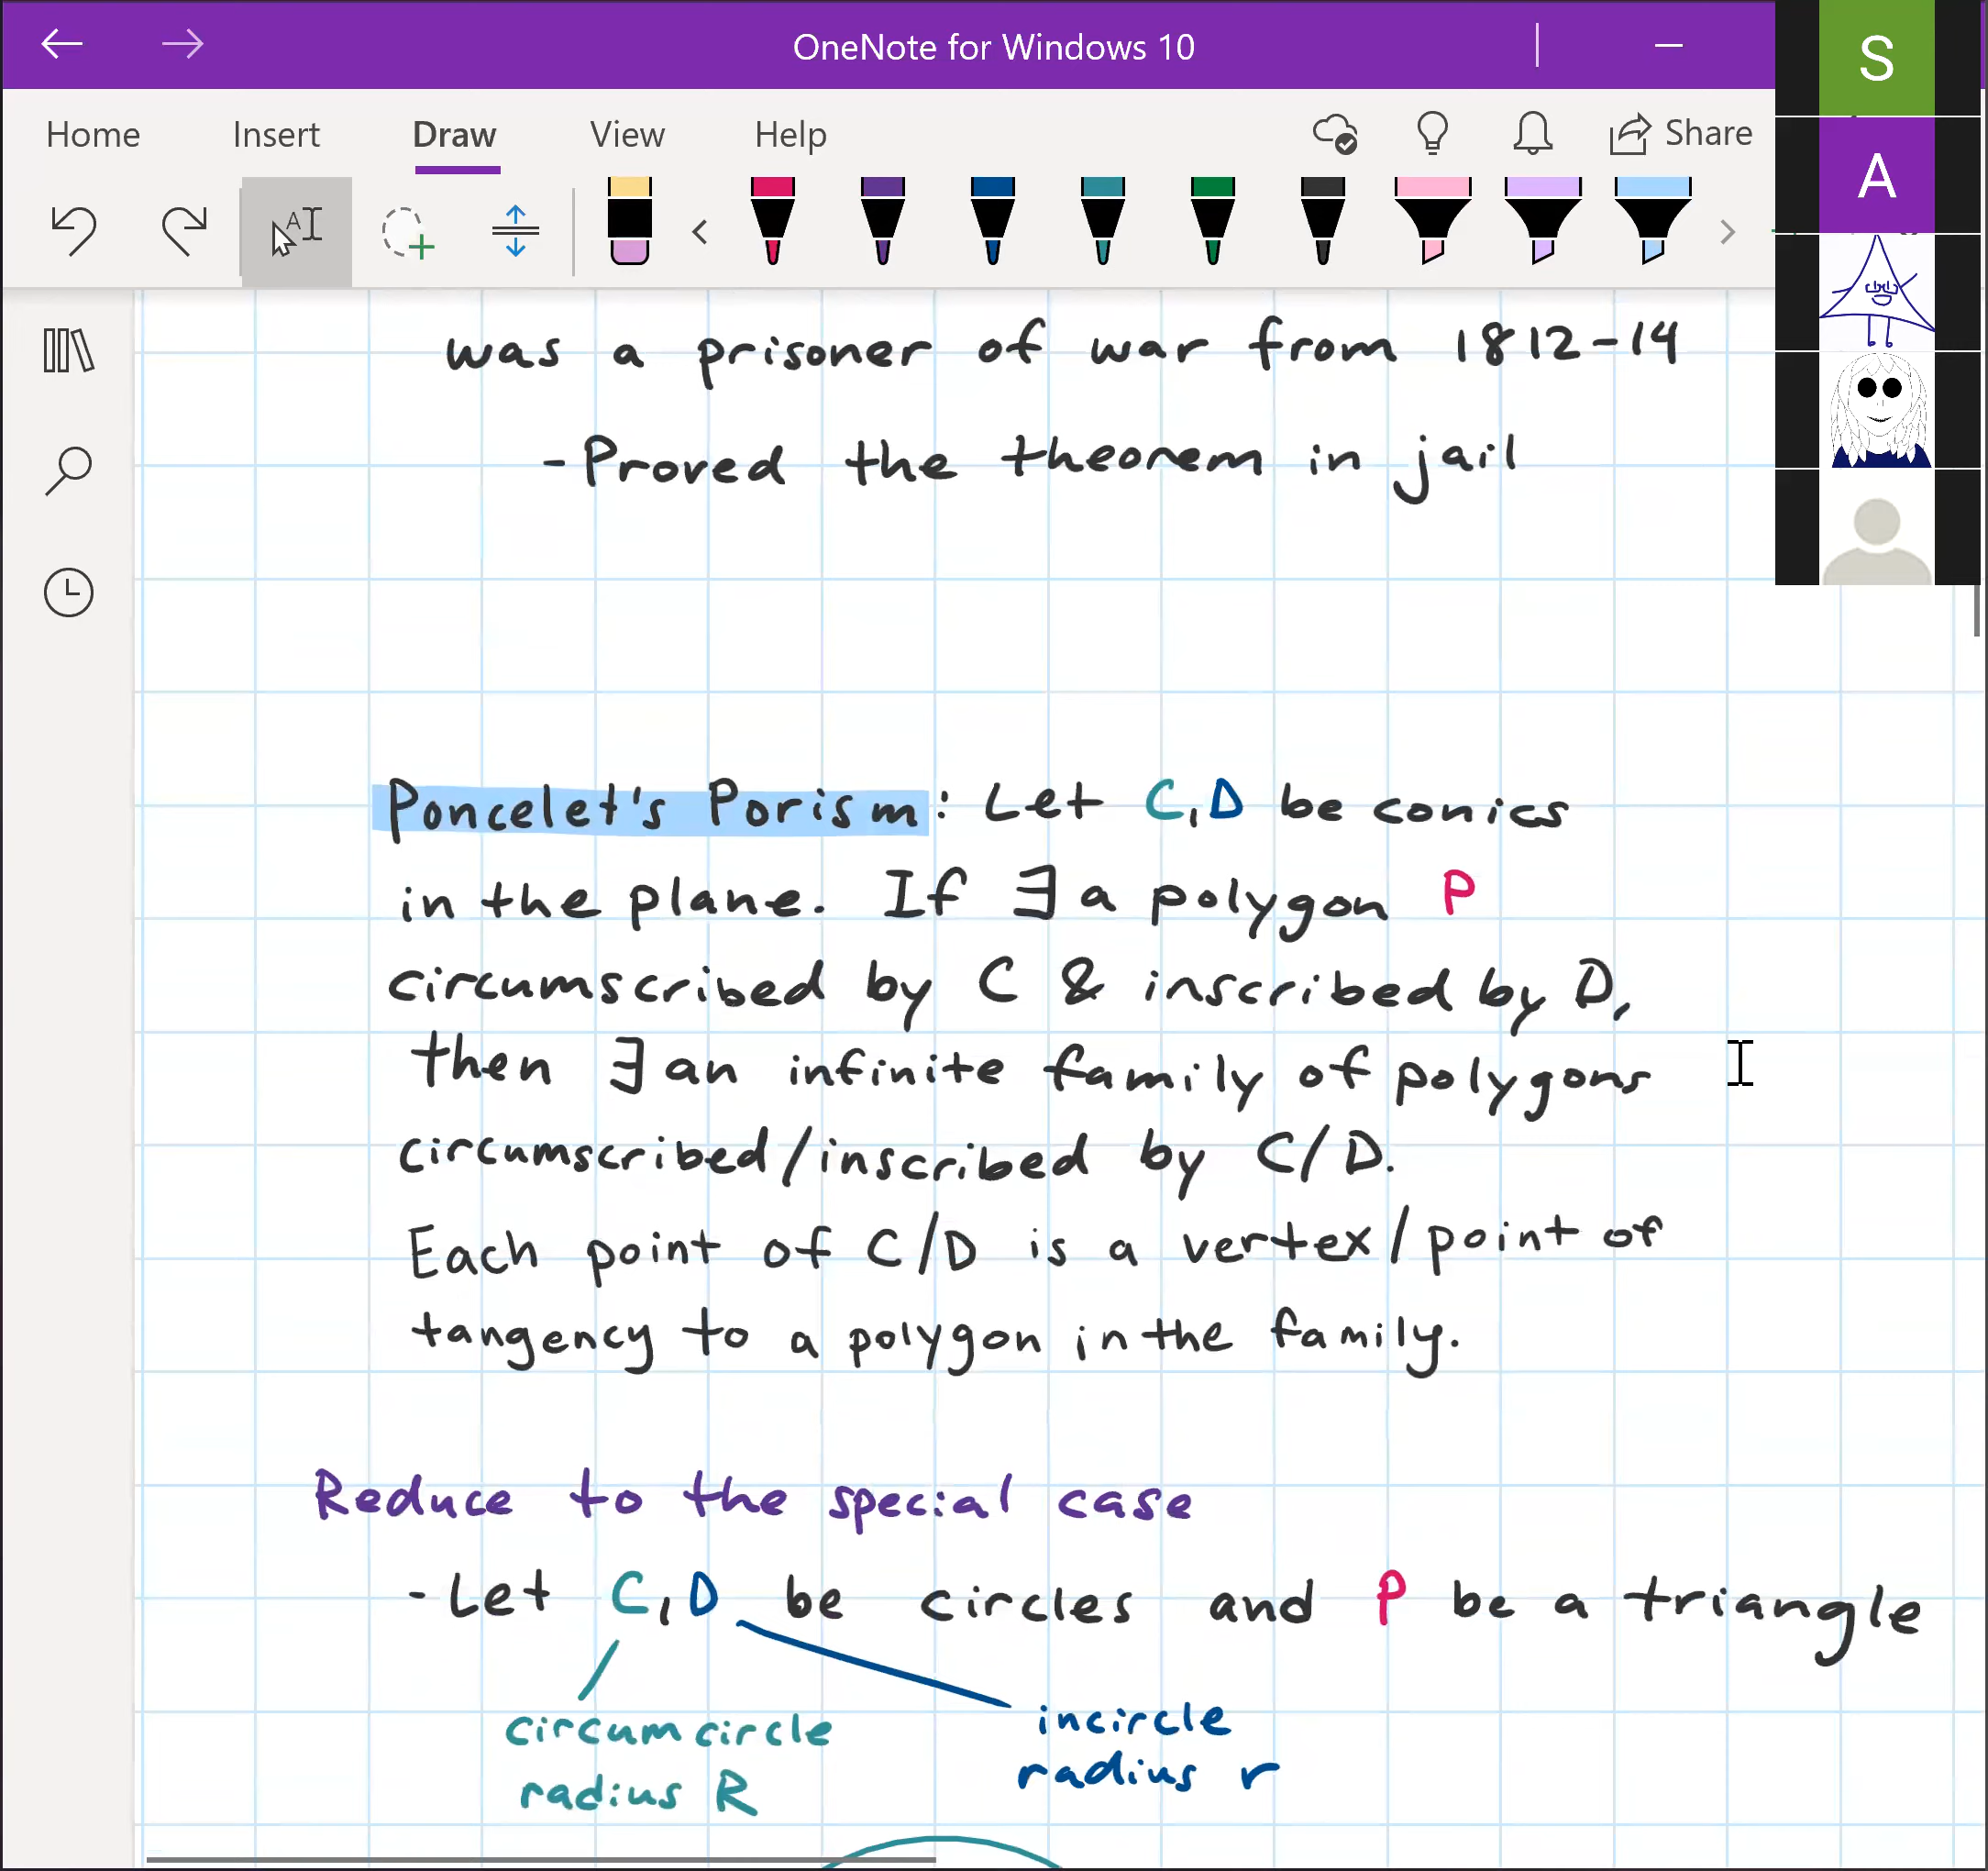 OneNote for Windows 10
S
Home Insert Draw View Help Share
A
A
was a prisoner of war from 1812-14
- Proved the theorem in jail
Poncelet's Porism: Let C, D be conics
in the plane. If ∃ a polygon P
circumscribed by C & inscribed by D,
then ∃ an infinite family of polygons
circumscribed/inscribed by C/D.
Each point of C/D is a vertex/point of
tangency to a polygon in the family.
Reduce to the special case
- Let C, D be circles and P be a triangle
circumcircle
radius R
incircle
radius r